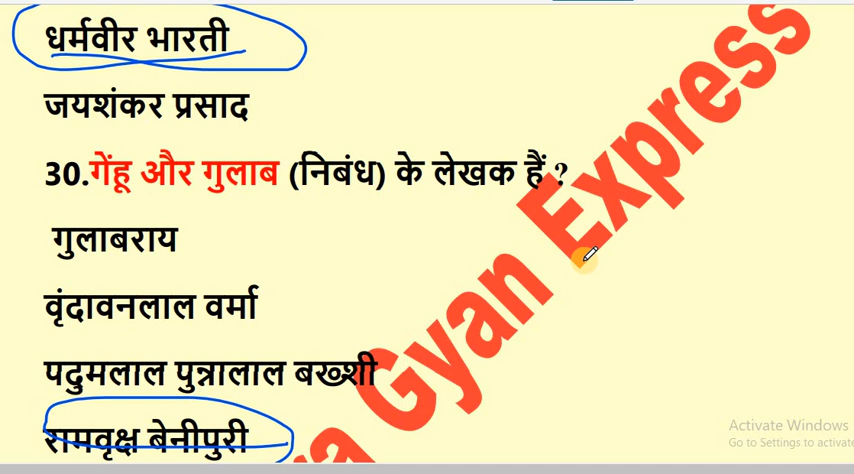 धर्मवीर भारती
जयशंकर प्रसाद
30.गेंहू और गुलाब (निबंध) के लेखक हैं ?
गुलाबराय
वृंदावनलाल वर्मा
पदुमलाल पुन्नालाल बख्शी
रामवृक्ष बेनीपुरी
Gyan Express
Activate Windows
Go to Settings to activate